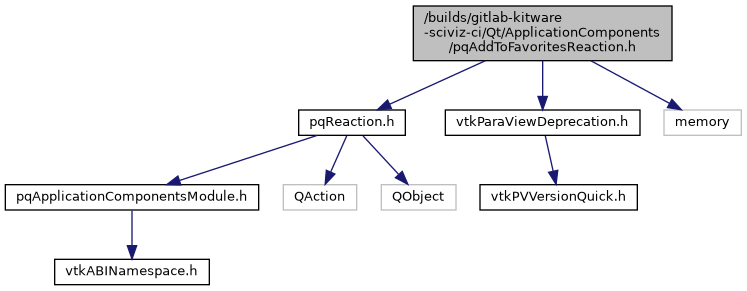 /builds/gitlab-kitware
-sciviz-ci/Qt/ApplicationComponents
/pqAddToFavoritesReaction.h
pqReaction.h
vtkParaViewDeprecation.h
memory
pqApplicationComponentsModule.h
QAction
QObject
vtkPVVersionQuick.h
vtkABINamespace.h